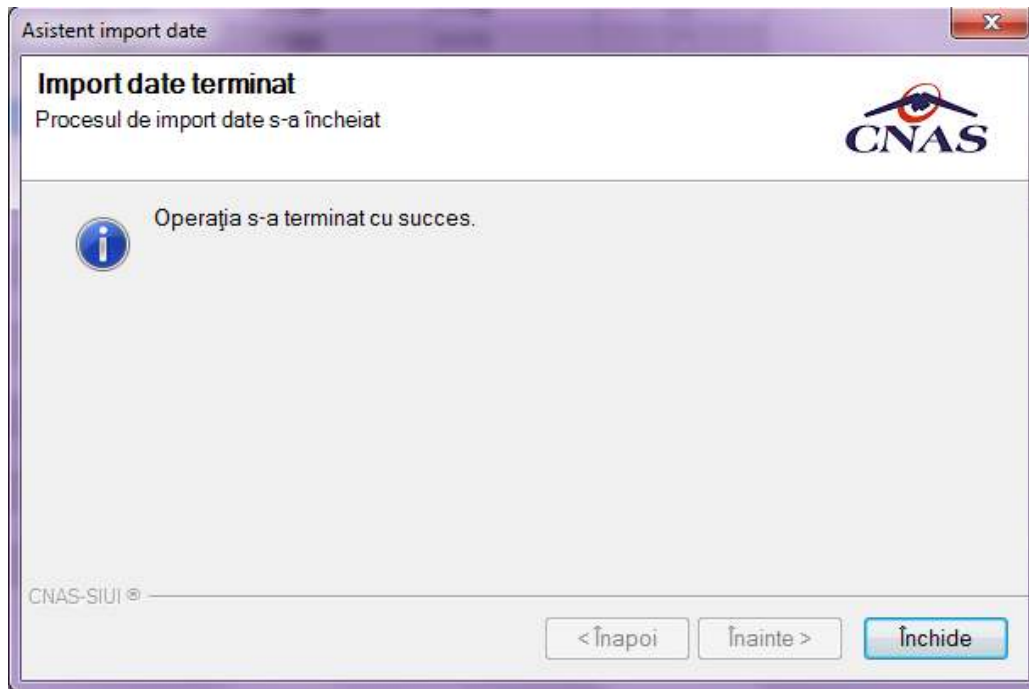 Asistent import date
Import date terminat
Procesul de import date s-a încheiat
CNAS
Operaţia s-a terminat cu succes.
CNAS-SIUI ®
< Înapoi
Înainte >
Închide